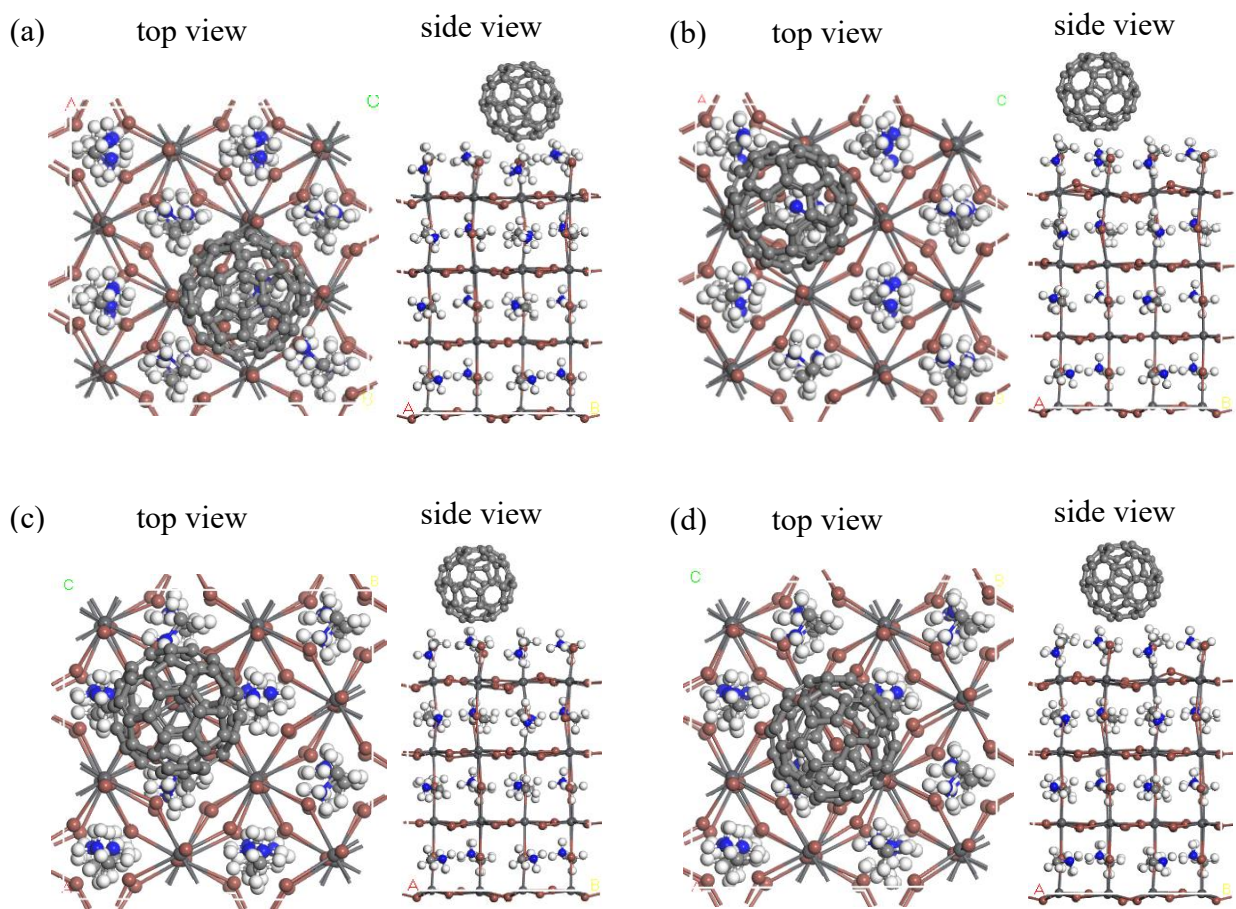 (a) top view side view
(b) top view side view
A C
A C
A B
A B
(c) top view side view
(d) top view side view
C B
C
A B
A B